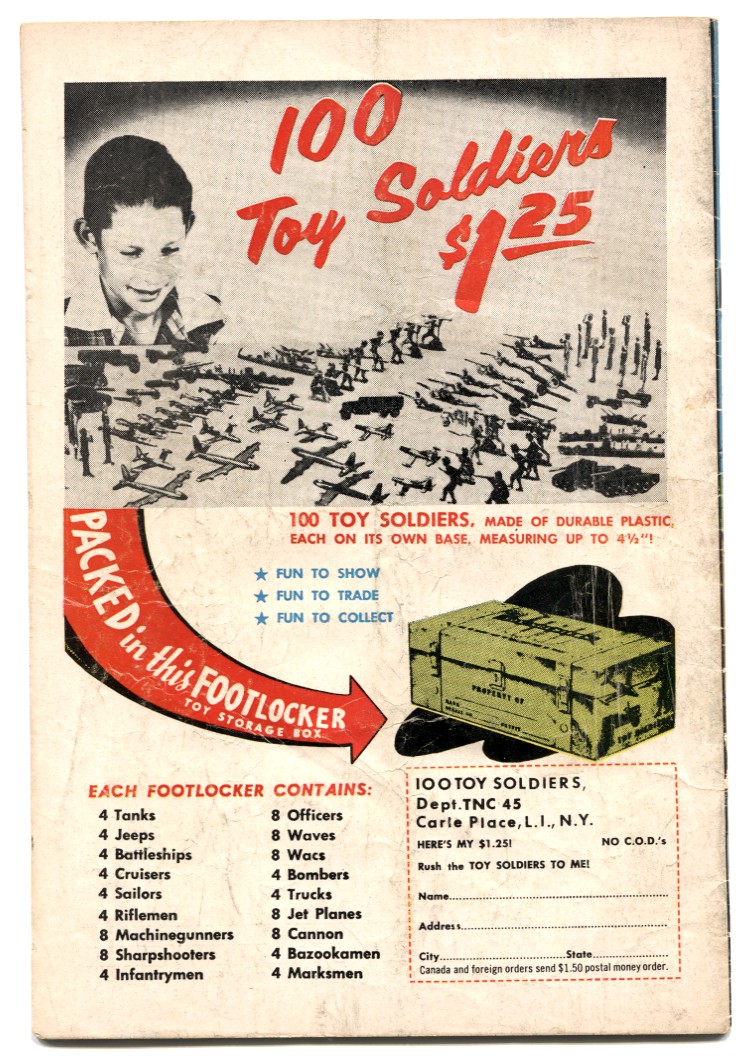 100
Toy Soldiers
$1.25
100 TOY SOLDIERS, MADE OF DURABLE PLASTIC,
EACH ON ITS OWN BASE, MEASURING UP TO 4½"!
★ FUN TO SHOW
★ FUN TO TRADE
★ FUN TO COLLECT
PACKED in this FOOTLOCKER
TOY STORAGE BOX
PROPERTY OF
TOY SOLDIERS
EACH FOOTLOCKER CONTAINS:
4 Tanks
4 Jeeps
4 Battleships
4 Cruisers
4 Sailors
4 Riflemen
8 Machinegunners
8 Sharpshooters
4 Infantrymen
8 Officers
8 Waves
8 Wacs
4 Bombers
4 Trucks
8 Jet Planes
8 Cannon
4 Bazookamen
4 Marksmen
100 TOY SOLDIERS,
Dept. TNC 45
Carle Place, L.I., N.Y.
HERE'S MY $1.25! NO C.O.D.'s
Rush the TOY SOLDIERS TO ME!
Name
Address
City State
Canada and foreign orders send $1.50 postal money order.